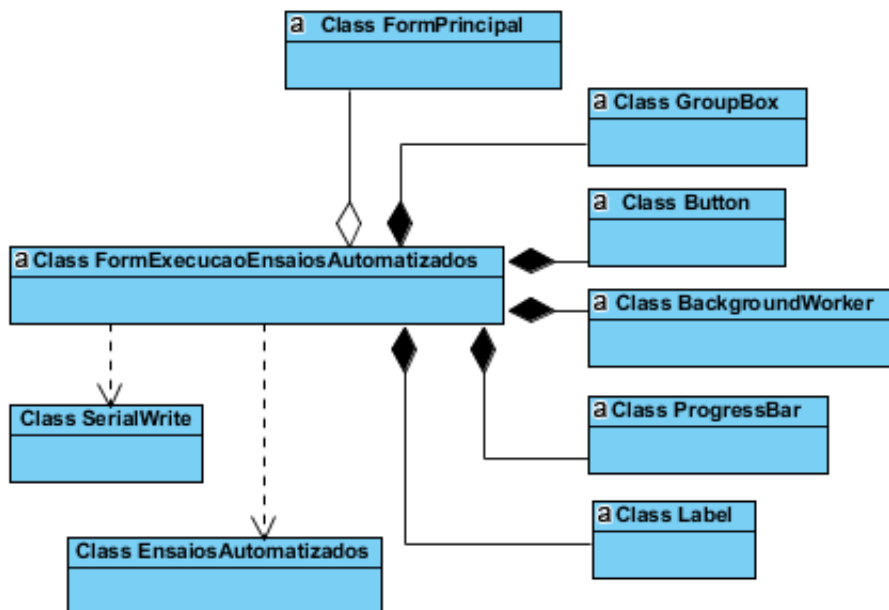 a Class FormPrincipal
a Class GroupBox
a Class Button
a Class FormExecucaoEnsaiosAutomatizados
a Class BackgroundWorker
a Class ProgressBar
Class SerialWrite
a Class Label
Class EnsaiosAutomatizados